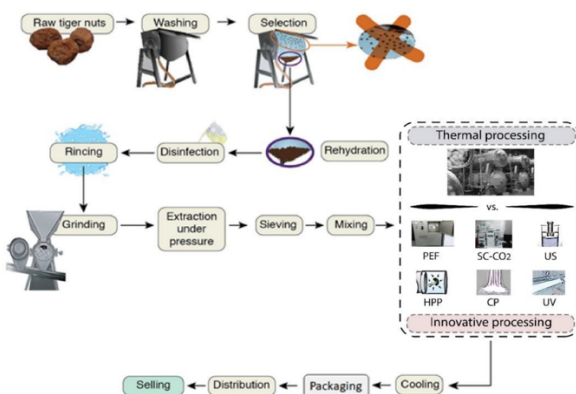 Raw tiger nuts
Washing
Selection
Rehydration
Disinfection
Rincing
Grinding
Extraction
under
pressure
Sieving
Mixing
Thermal processing
vs.
PEF
SC-CO2
US
HPP
CP
UV
Innovative processing
Cooling
Packaging
Distribution
Selling